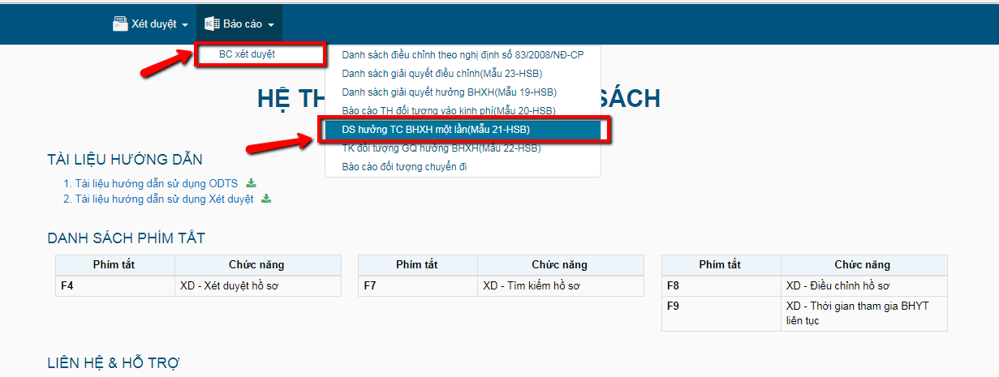 Xét duyệt
BC Báo cáo
BC xét duyệt
Danh sách điều chỉnh theo nghị định số 83/2008/NĐ-CP
Danh sách giải quyết điều chỉnh(Mẫu 23-HSB)
Danh sách giải quyết hưởng BHXH(Mẫu 19-HSB)
Báo cáo TH đối tượng vào kinh phí(Mẫu 20-HSB)
DS hưởng TC BHXH một lần(Mẫu 21-HSB)
TK đối tượng GQ hưởng BHXH(Mẫu 22-HSB)
Báo cáo đối tượng chuyển đi
HỆ TH SÁCH
TÀI LIỆU HƯỚNG DẪN
1. Tài liệu hướng dẫn sử dụng ODTS
2. Tài liệu hướng dẫn sử dụng Xét duyệt
DANH SÁCH PHÍM TẮT
Phím tắt Chức năng
F4 XD - Xét duyệt hồ sơ
Phím tắt Chức năng
F7 XD - Tìm kiếm hồ sơ
Phím tắt Chức năng
F8 XD - Điều chỉnh hồ sơ
F9 XD - Thời gian tham gia BHYT
liên tục
LIÊN HỆ & HỖ TRỢ